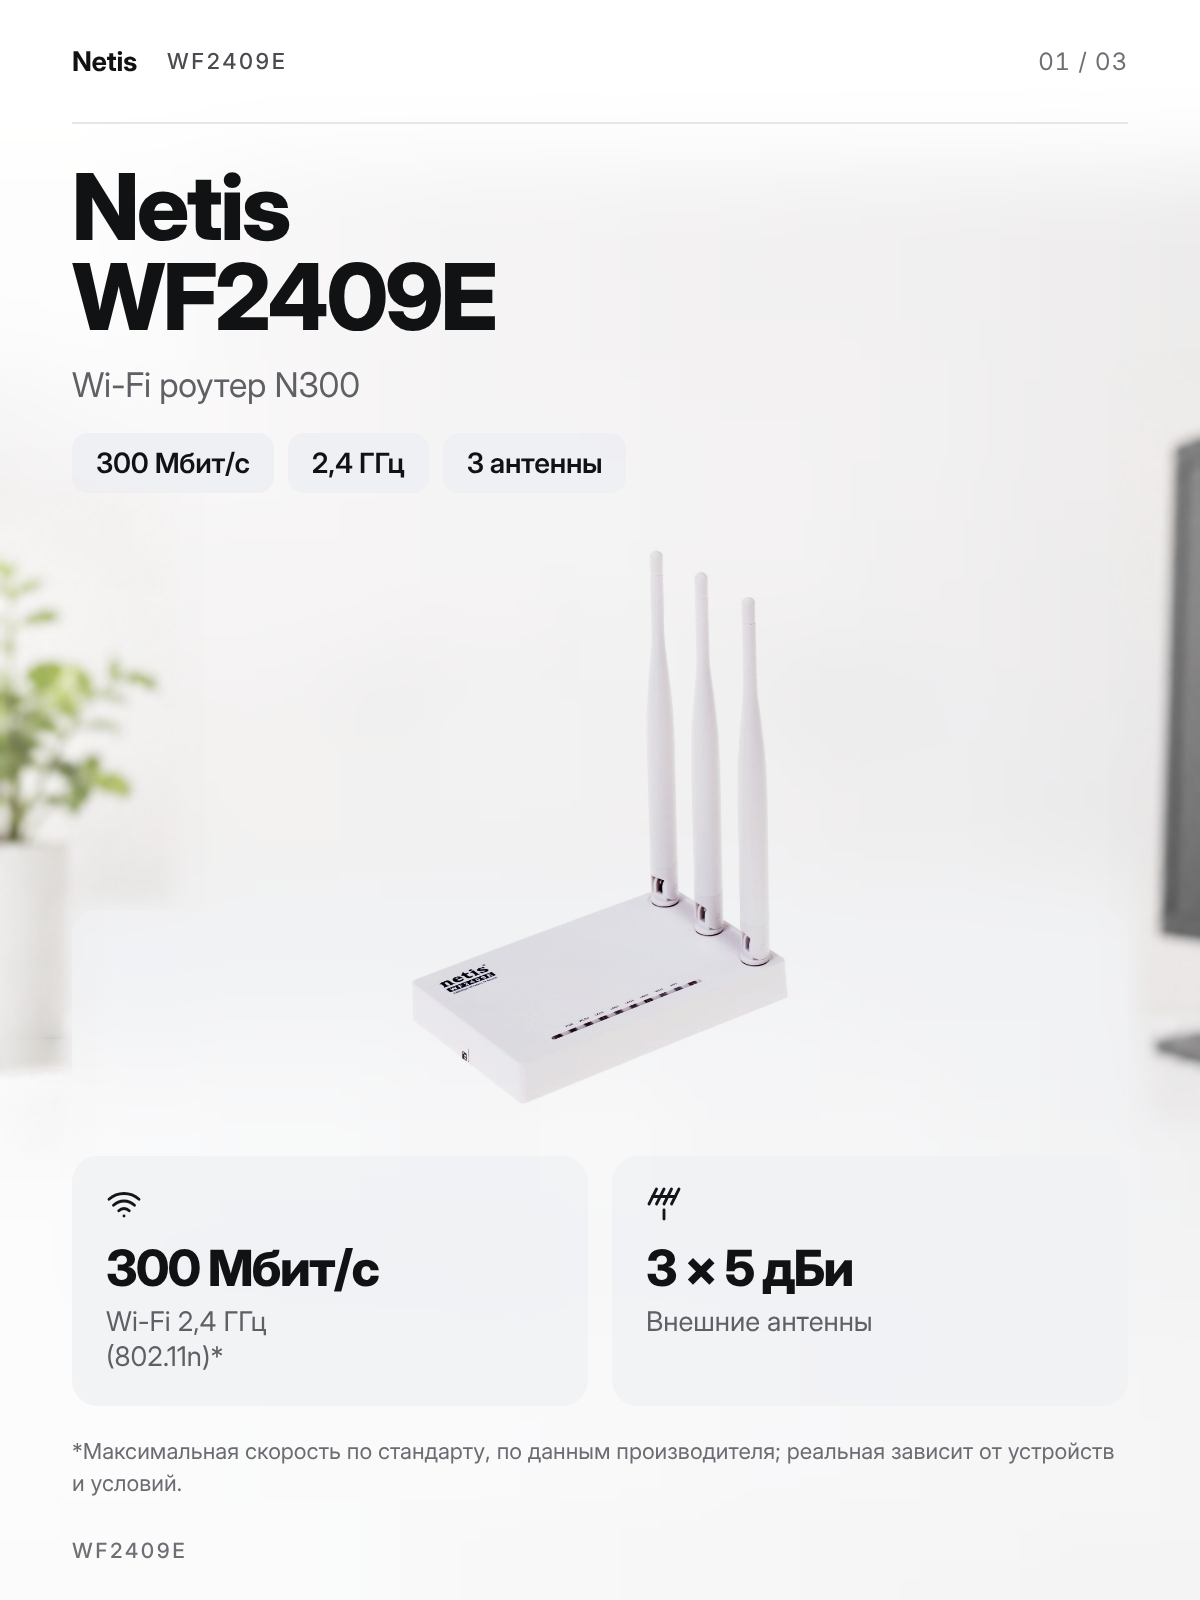 Netis WF2409E 01 / 03
Netis
WF2409E
Wi-Fi роутер N300
300 Мбит/с 2,4 ГГц 3 антенны
netis
WF2409E
300 Мбит/с
Wi-Fi 2,4 ГГц
(802.11n)*
3 × 5 дБи
Внешние антенны
*Максимальная скорость по стандарту, по данным производителя; реальная зависит от устройств
и условий.
WF2409E